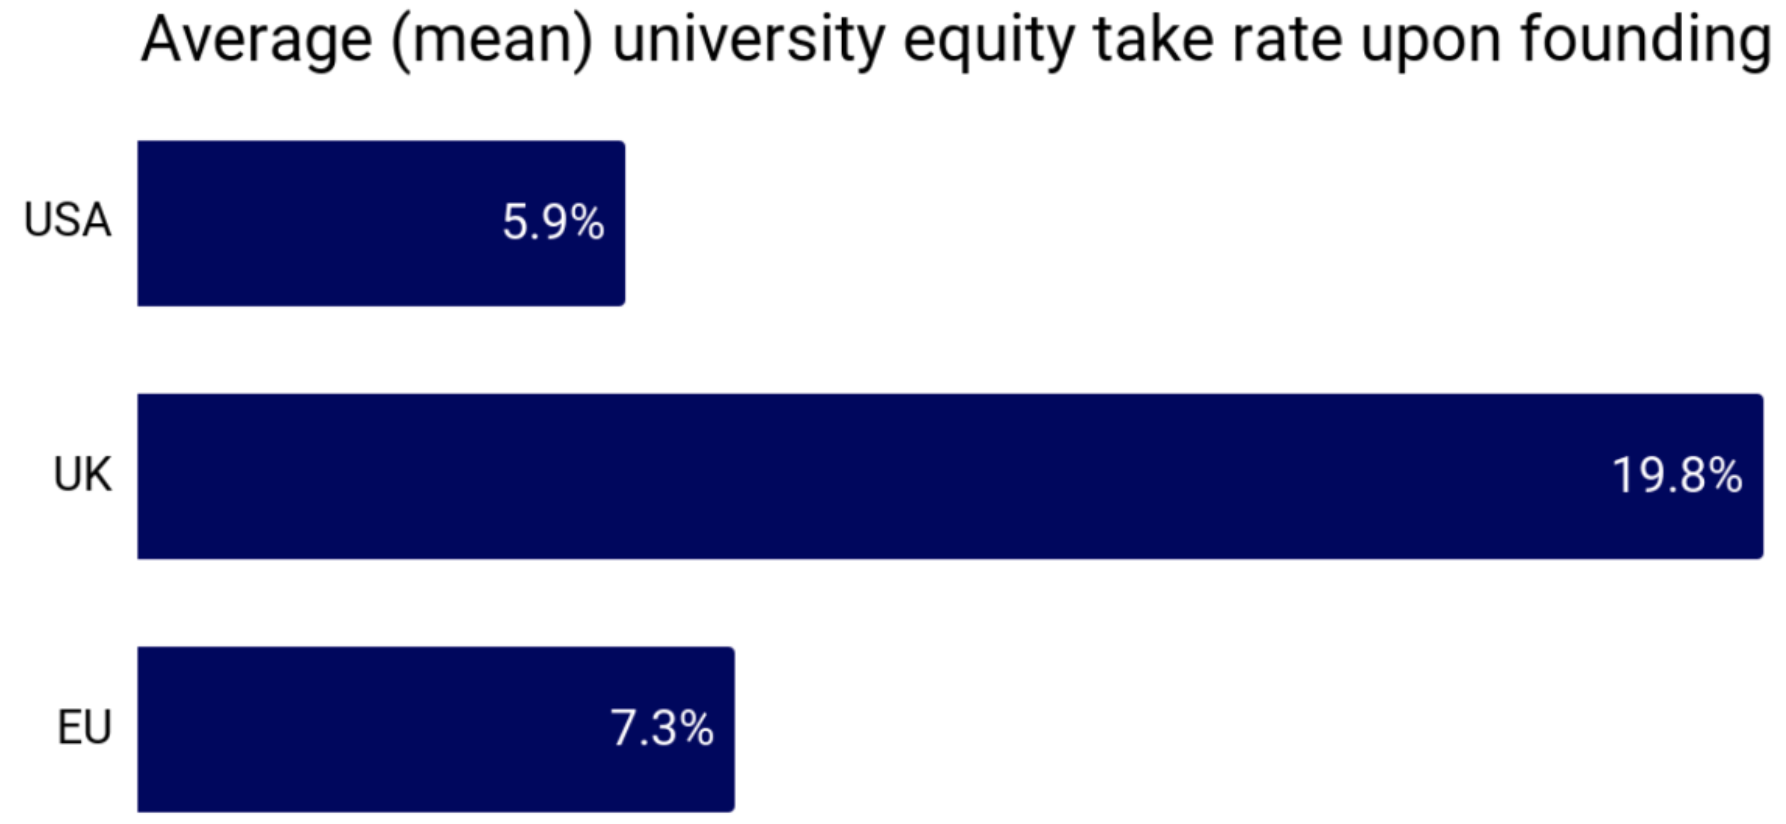 Average (mean) university equity take rate upon founding
USA
5.9%
UK
19.8%
EU
7.3%